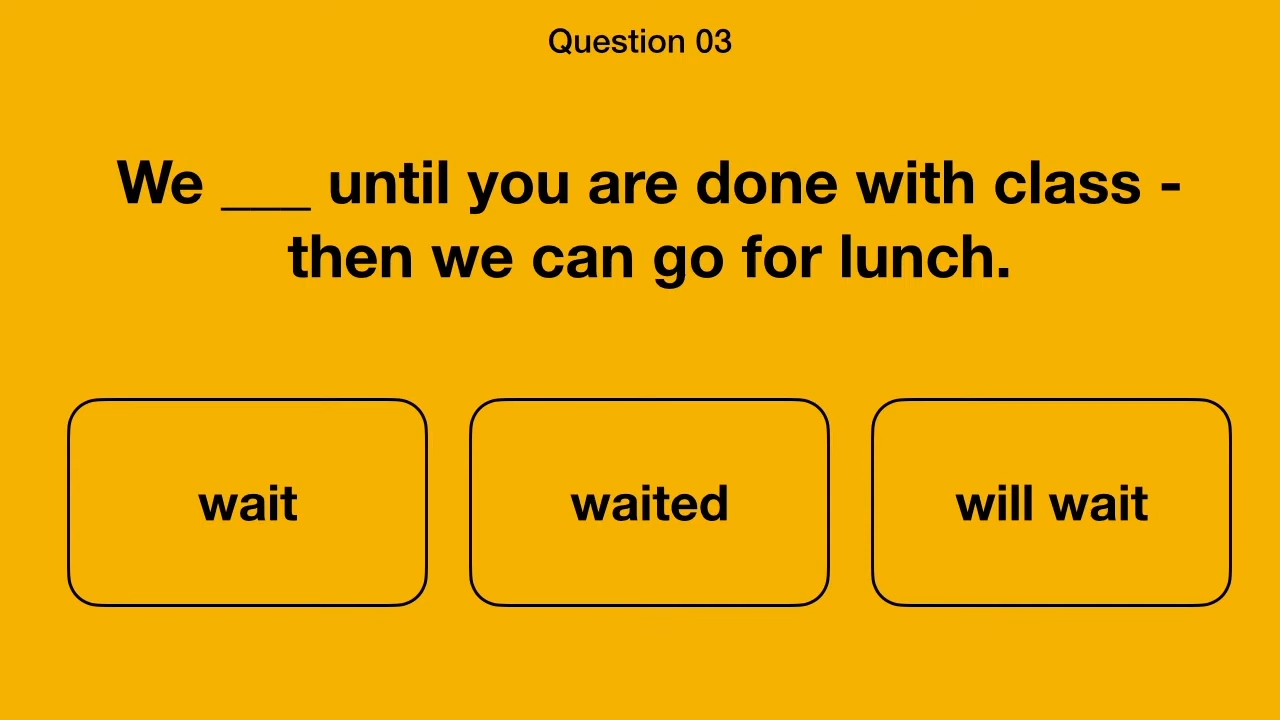 Question 03
We ___ until you are done with class -
then we can go for lunch.
wait
waited
will wait